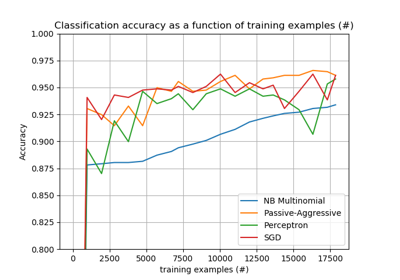 Classification accuracy as a function of training examples (#)
1.000
0.975
0.950
0.925
0.900
0.875
0.850
0.825
0.800
Accuracy
NB Multinomial
Passive-Aggressive
Perceptron
SGD
0 2500 5000 7500 10000 12500 15000 17500
training examples (#)